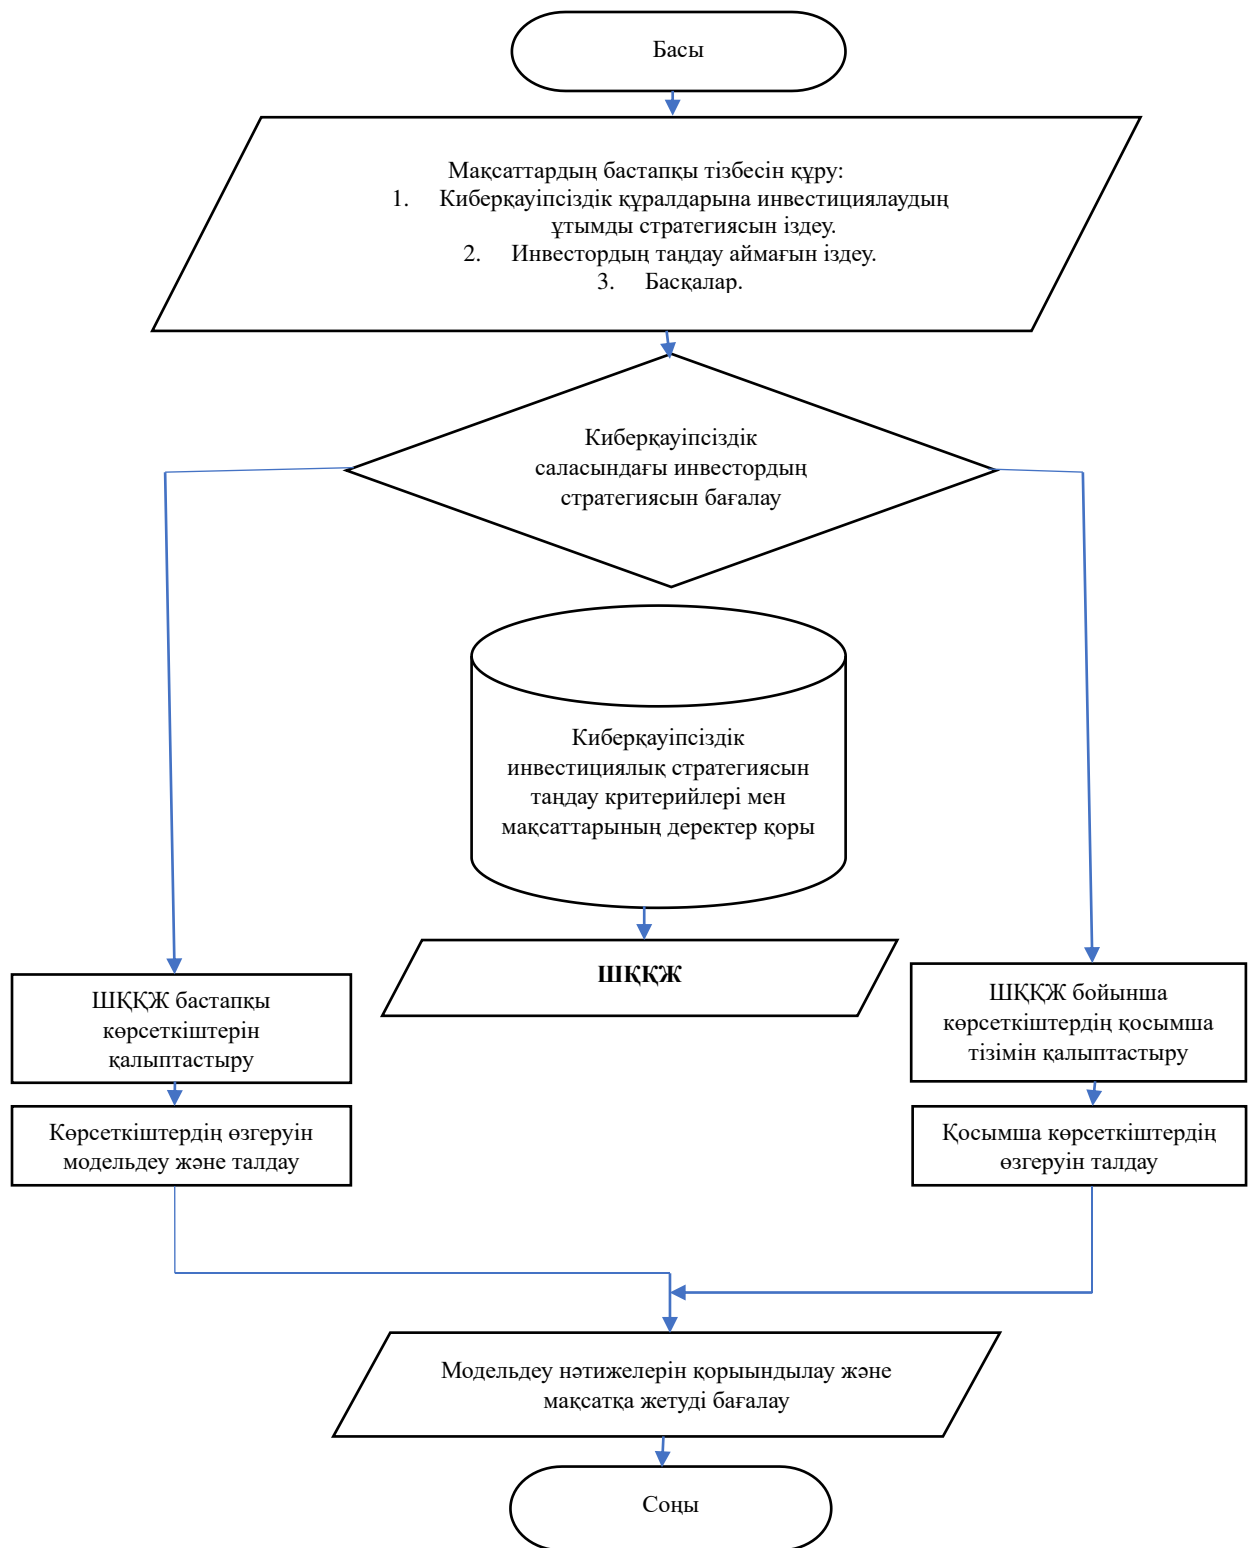 Басы
Мақсаттардың бастапқы тізбесін құру:
1. Киберқауіпсіздік құралдарына инвестициялаудың
ұтымды стратегиясын іздеу.
2. Инвестордың таңдау аймағын іздеу.
3. Басқалар.
Киберқауіпсіздік
саласындағы инвестордың
стратегиясын бағалау
Киберқауіпсіздік
инвестициялық стратегиясын
таңдау критерийлері мен
мақсаттарының деректер қоры
ШҚҚЖ
ШҚҚЖ бастапқы
көрсеткіштерін
қалыптастыру
Көрсеткіштердің өзгеруін
модельдеу және талдау
ШҚҚЖ бойынша
көрсеткіштердің қосымша
тізімін қалыптастыру
Қосымша көрсеткіштердің
өзгеруін талдау
Модельдеу нәтижелерін қорыындылау және
мақсатқа жетуді бағалау
Соңы